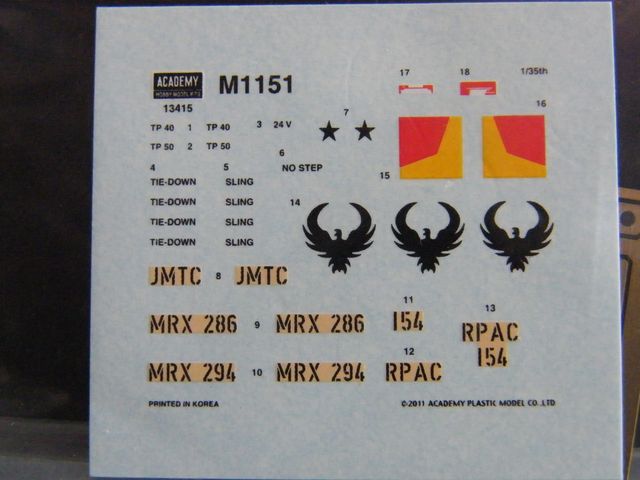 ACADEMY
HOBBY MODEL KITS
M1151
13415
17
18
1/35th
16
TP 40 1 TP 40
TP 50 2 TP 50
3 24 V
7
6
NO STEP
4 5
TIE-DOWN SLING
TIE-DOWN SLING
TIE-DOWN SLING
TIE-DOWN SLING
15
14
JMTC 8 JMTC
MRX 286 9 MRX 286
11
154
13
RPAC
154
MRX 294 10 MRX 294
12
RPAC
PRINTED IN KOREA
©2011 ACADEMY PLASTIC MODEL CO.,LTD